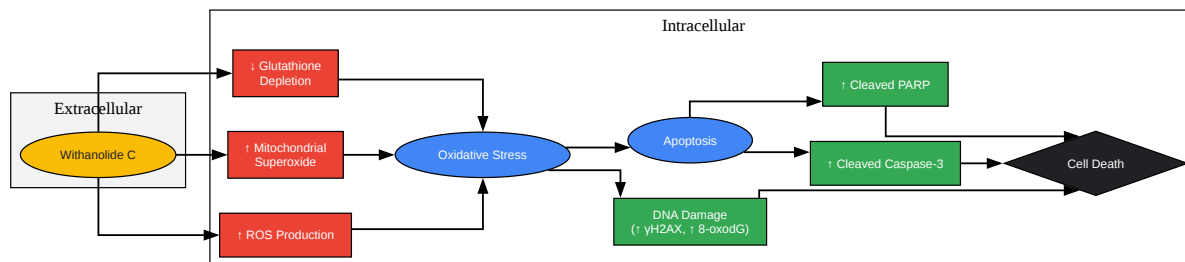 Intracellular
Extracellular
Withanolide C
↓ Glutathione
Depletion
↑ Mitochondrial
Superoxide
↑ ROS Production
Oxidative Stress
Apoptosis
DNA Damage
(↑ γH2AX, ↑ 8-oxodG)
↑ Cleaved PARP
↑ Cleaved Caspase-3
Cell Death